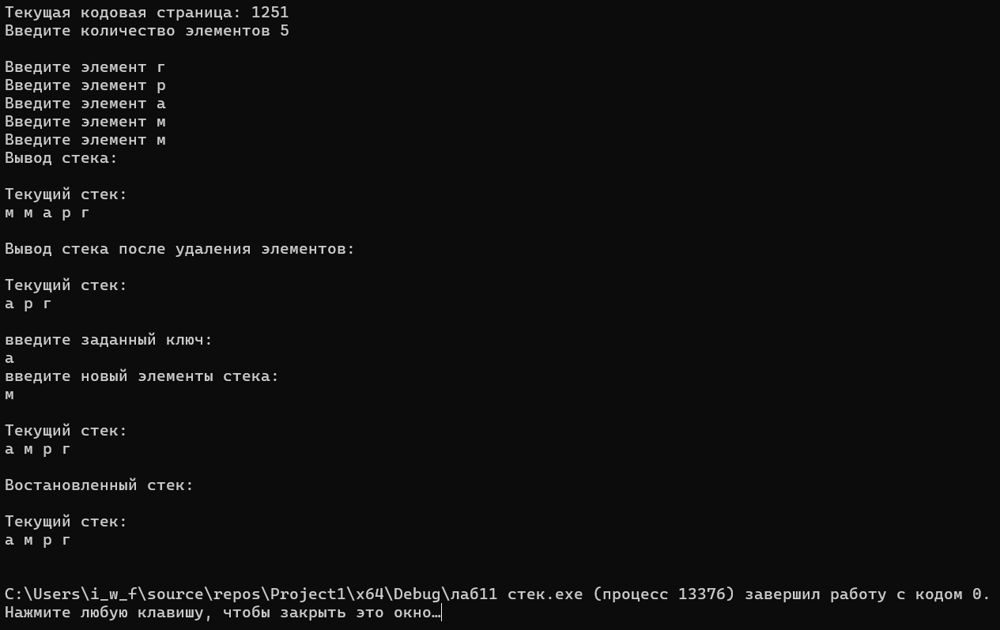 Текущая кодовая страница: 1251
Введите количество элементов 5
Введите элемент г
Введите элемент р
Введите элемент а
Введите элемент м
Введите элемент м
Вывод стека:
Текущий стек:
м м а р г
Вывод стека после удаления элементов:
Текущий стек:
а р г
введите заданный ключ:
а
введите новый элементы стека:
м
Текущий стек:
а м р г
Востановленный стек:
Текущий стек:
а м р г
C:\Users\i_w_f\source\repos\Project1\x64\Debug\лаб11 стек.exe (процесс 13376) завершил работу с кодом 0.
Нажмите любую клавишу, чтобы закрыть это окно…